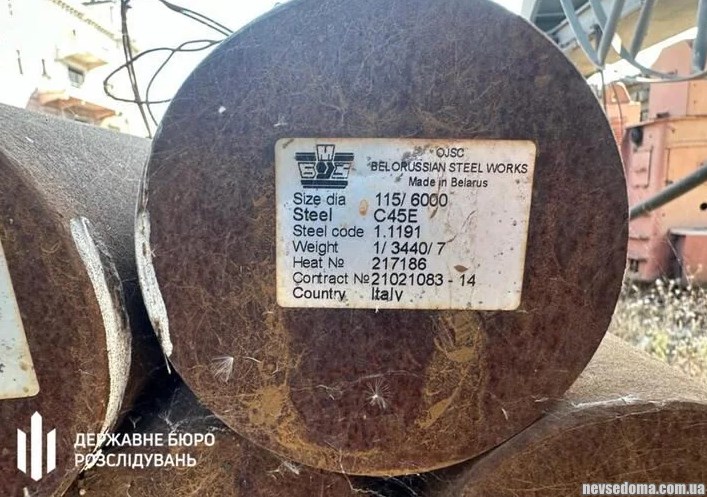 OJSC
BELORUSSIAN STEEL WORKS
Made in Belarus
Size dia 115/ 6000
Steel C45E
Steel code 1.1191
Weight 1/ 3440/ 7
Heat № 217186
Contract № 21021083 - 14
Country Italy
ДЕРЖАВНЕ БЮРО
РОЗСЛІДУВАНЬ
nevsedoma.com.ua